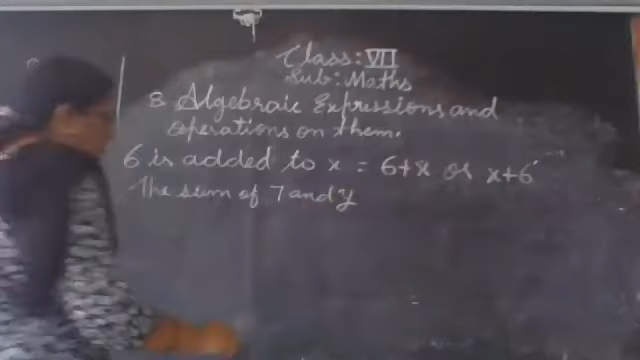 Class: VII
Sub: Maths
8 Algebraic Expressions and
operations on them.
6 is added to x = 6+x or x+6
The sum of 7 and y